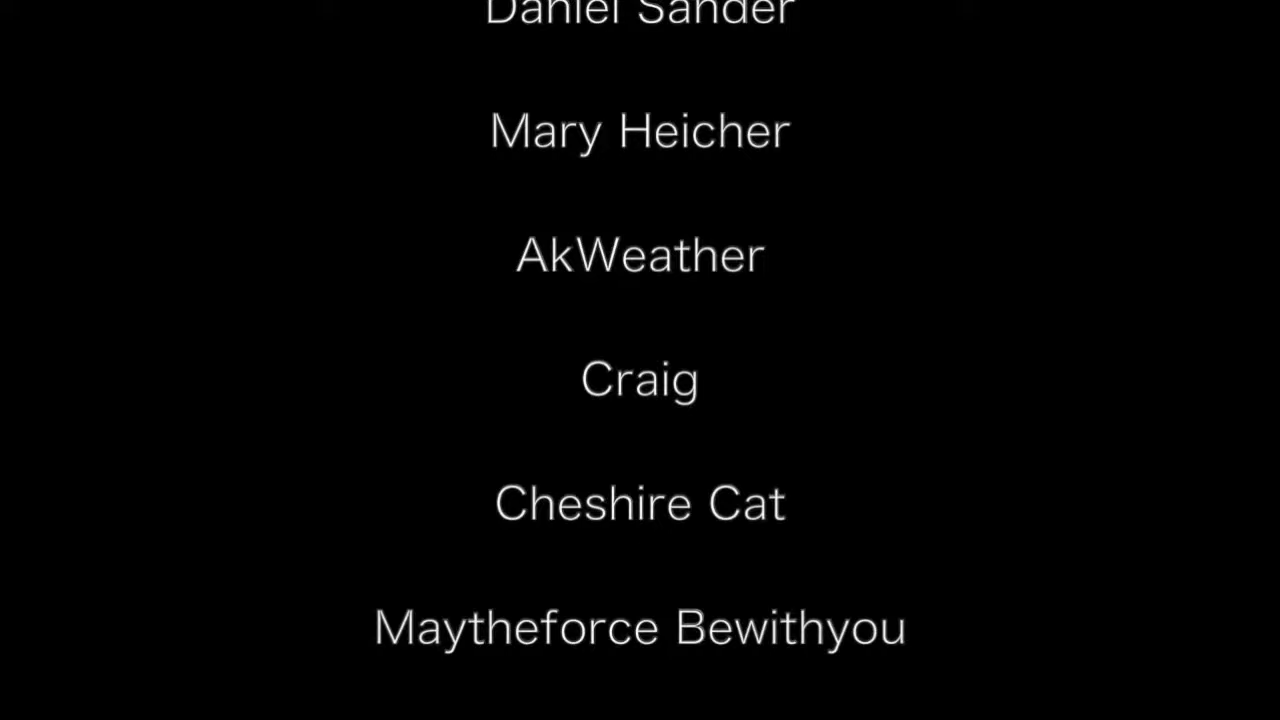 Daniel Sander
Mary Heicher
AkWeather
Craig
Cheshire Cat
Maytheforce Bewithyou